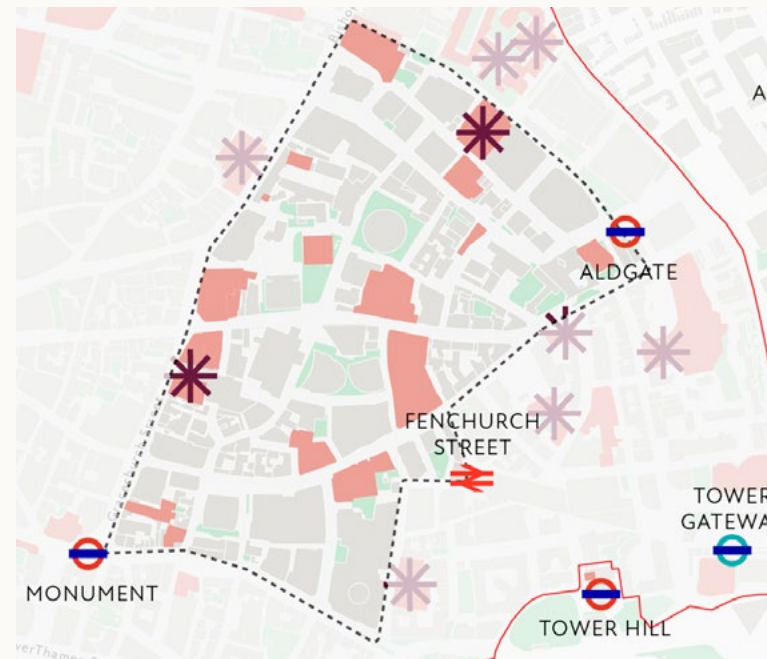 A
ALDGATE
FENCHURCH
STREET
TOWER
GATEWA
MONUMENT
TOWER HILL